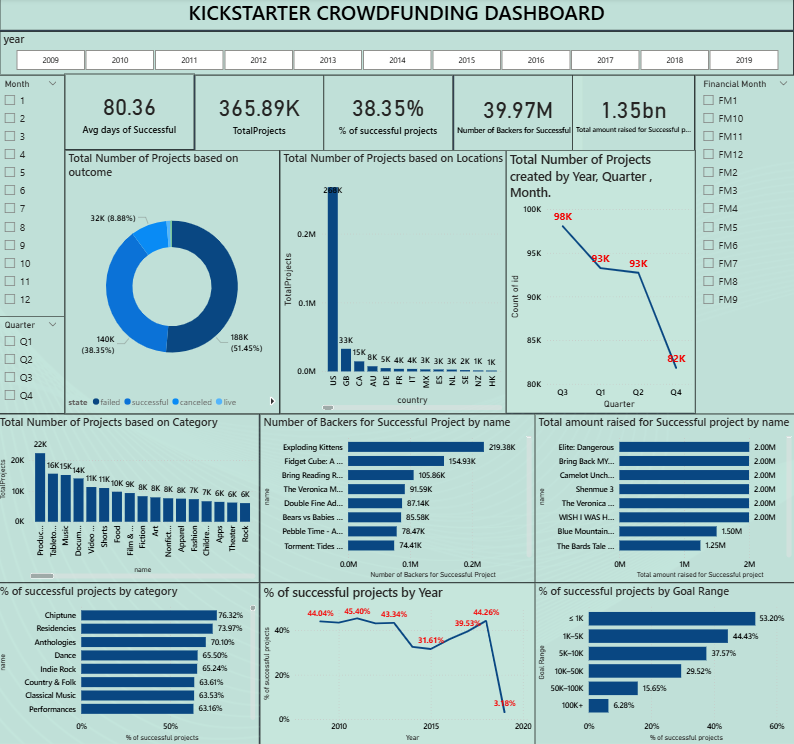 KICKSTARTER CROWDFUNDING DASHBOARD
year
2009 2010 2011 2012 2013 2014 2015 2016 2017 2018 2019
Month
1
2
3
4
5
6
7
8
9
10
11
12
Quarter
Q1
Q2
Q3
Q4
80.36
Avg days of Successful
365.89K
TotalProjects
38.35%
% of successful projects
39.97M
Number of Backers for Successful
1.35bn
Total amount raised for Successful p...
Financial Month
FM1
FM10
FM11
FM12
FM2
FM3
FM4
FM5
FM6
FM7
FM8
FM9
Total Number of Projects based on
outcome
32K (8.88%)
140K
(38.35%)
188K
(51.45%)
state failed successful canceled live
Total Number of Projects based on Locations
TotalProjects
0.2M
0.1M
0.0M
268K 33K 15K 8K 5K 4K 4K 3K 3K 3K 2K 1K 1K
US GB CA AU DE FR IT MX ES NL SE NZ HK
country
Total Number of Projects
created by Year, Quarter ,
Month.
Count of id
100K
95K
90K
85K
80K
98K 93K 93K 82K
Q3 Q1 Q2 Q4
Quarter
Total Number of Projects based on Category
TotalProjects
20K
10K
0K
22K 16K 15K 14K 11K 11K 10K 9K 8K 8K 8K 8K 7K 7K 6K 6K 6K
Produc... Tableto... Music Docum... Video ... Shorts Food Film & ... Fiction Art Nonfict... Apparel Fashion Childre... Apps Theater Rock
name
Number of Backers for Successful Project by name
name
Exploding Kittens 219.38K
Fidget Cube: A ... 154.93K
Bring Reading R... 105.86K
The Veronica M... 91.59K
Double Fine Ad... 87.14K
Bears vs Babies ... 85.58K
Pebble Time - A... 78.47K
Torment: Tides ... 74.41K
0.0M 0.1M 0.2M
Number of Backers for Successful Project
Total amount raised for Successful project by name
name
Elite: Dangerous 2.00M
Bring Back MY... 2.00M
Camelot Unch... 2.00M
Shenmue 3 2.00M
The Veronica ... 2.00M
WISH I WAS H... 2.00M
Blue Mountain... 1.50M
The Bards Tale ... 1.25M
0M 1M 2M
Total amount raised for Successful project
% of successful projects by category
name
Chiptune 76.32%
Residencies 73.97%
Anthologies 70.10%
Dance 65.50%
Indie Rock 65.24%
Country & Folk 63.61%
Classical Music 63.53%
Performances 63.16%
0% 50%
% of successful projects
% of successful projects by Year
% of successful projects
40%
20%
0%
44.04% 45.40% 43.34% 31.61% 39.53% 44.26% 3.18%
2010 2015 2020
Year
% of successful projects by Goal Range
Goal Range
≤ 1K 53.20%
1K–5K 44.43%
5K–10K 37.57%
10K–50K 29.52%
50K–100K 15.65%
100K+ 6.28%
0% 20% 40% 60%
% of successful projects